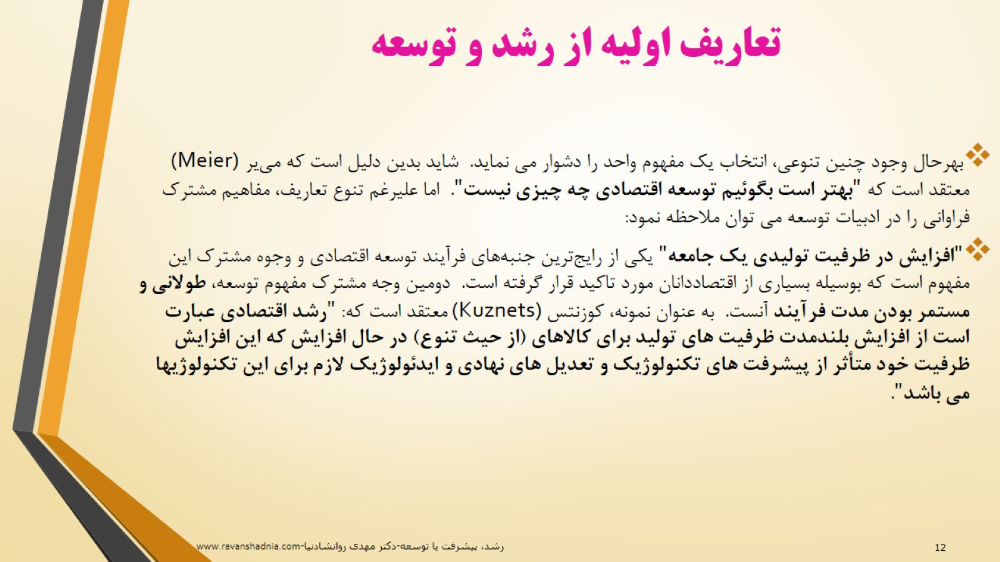 تعاریف اولیه از رشد و توسعه
بهرحال وجود چنین تنوعی، انتخاب یک مفهوم واحد را دشوار می نماید. شاید بدین دلیل است که می‌یر (Meier)
معتقد است که "بهتر است بگوئیم توسعه اقتصادی چه چیزی نیست". اما علیرغم تنوع تعاریف، مفاهیم مشترک
فراوانی را در ادبیات توسعه می توان ملاحظه نمود:
"افزایش در ظرفیت تولیدی یک جامعه" یکی از رایج‌ترین جنبه‌های فرآیند توسعه اقتصادی و وجوه مشترک این
مفهوم است که بوسیله بسیاری از اقتصاددانان مورد تاکید قرار گرفته است. دومین وجه مشترک مفهوم توسعه، طولانی و
مستمر بودن مدت فرآیند آنست. به عنوان نمونه، کوزنتس (Kuznets) معتقد است که: "رشد اقتصادی عبارت
است از افزایش بلندمدت ظرفیت های تولید برای کالاهای (از حیث تنوع) در حال افزایش که این افزایش
ظرفیت خود متأثر از پیشرفت های تکنولوژیک و تعدیل های نهادی و ایدئولوژیک لازم برای این تکنولوژیها
می باشد".
رشد، پیشرفت یا توسعه-دکتر مهدی روانشادنیا-www.ravanshadnia.com
12